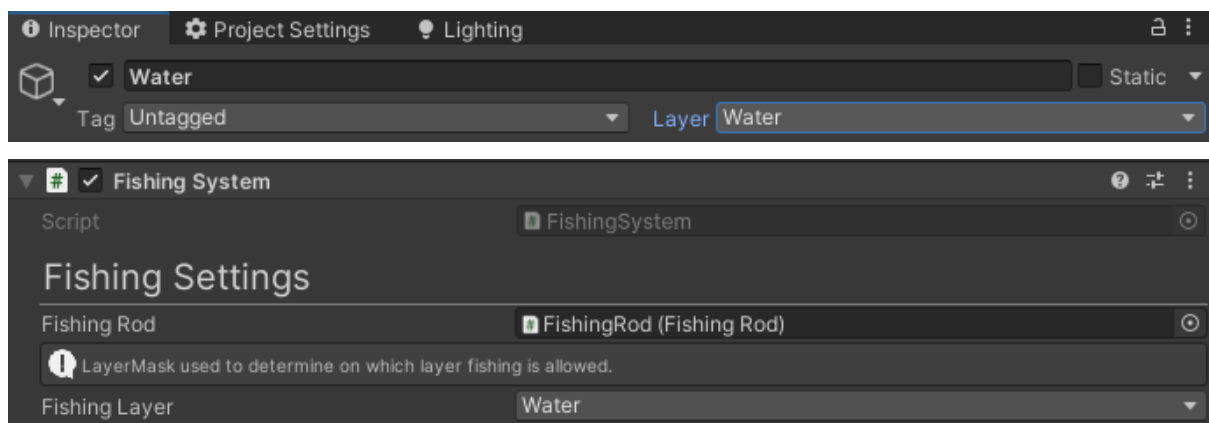 Inspector Project Settings Lighting
Water Static
Tag Untagged Layer Water
# Fishing System
Script FishingSystem
Fishing Settings
Fishing Rod FishingRod (Fishing Rod)
LayerMask used to determine on which layer fishing is allowed.
Fishing Layer Water